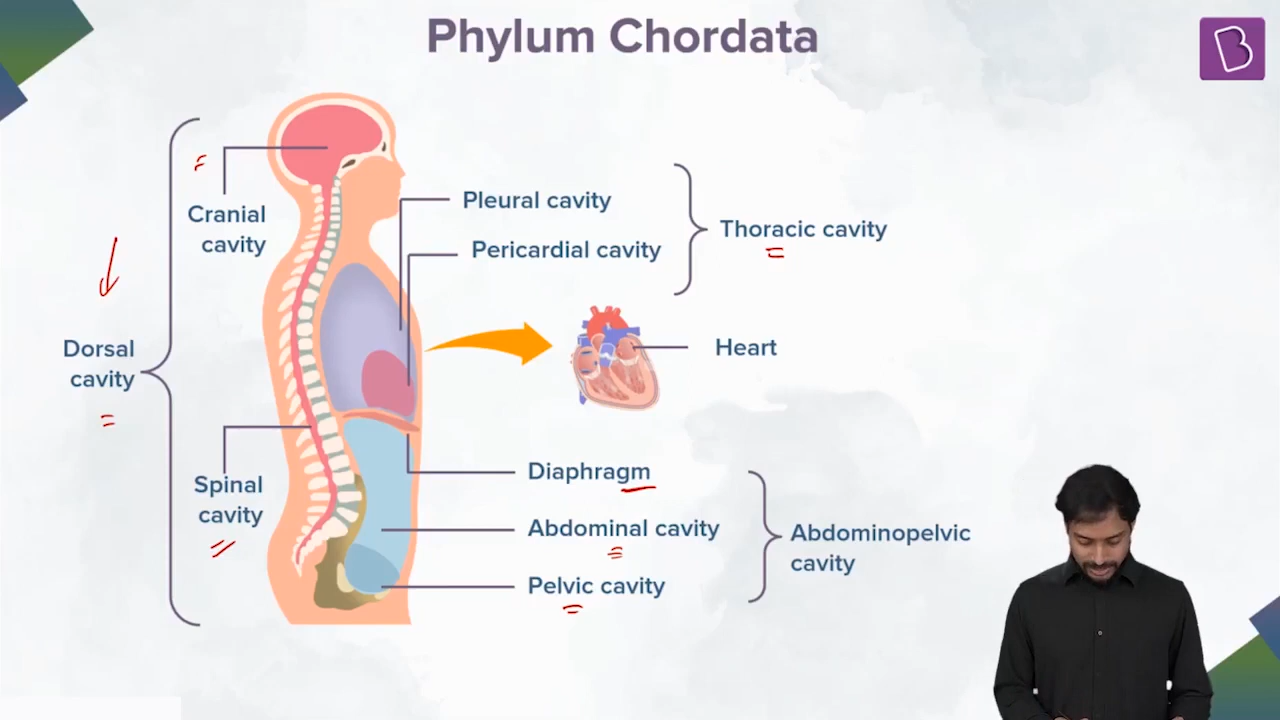 Phylum Chordata
B
Cranial
cavity
Dorsal
cavity
Spinal
cavity
Pleural cavity
Pericardial cavity
Thoracic cavity
Heart
Diaphragm
Abdominal cavity
Pelvic cavity
Abdominopelvic
cavity